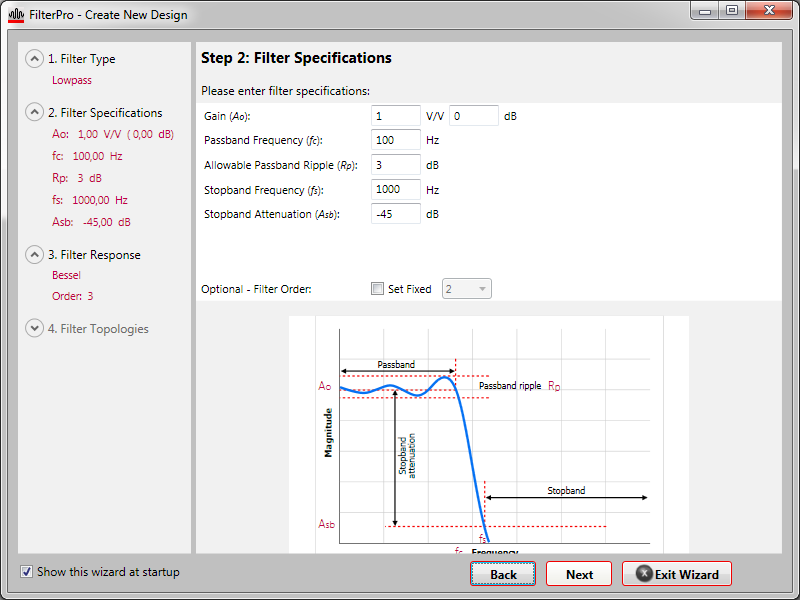 FilterPro - Create New Design
1. Filter Type
Lowpass
2. Filter Specifications
Ao: 1,00 V/V ( 0,00 dB)
fc: 100,00 Hz
Rp: 3 dB
fs: 1000,00 Hz
Asb: -45,00 dB
3. Filter Response
Bessel
Order: 3
4. Filter Topologies
Step 2: Filter Specifications
Please enter filter specifications:
Gain (Ao): 1 V/V 0 dB
Passband Frequency (fc): 100 Hz
Allowable Passband Ripple (Rp): 3 dB
Stopband Frequency (fs): 1000 Hz
Stopband Attenuation (Asb): -45 dB
Optional - Filter Order: Set Fixed 2
Passband
Ao
Passband ripple Rp
Magnitude
Stopband
attenuation
Stopband
Asb
fs
fc Frequency
Show this wizard at startup
Back
Next
Exit Wizard